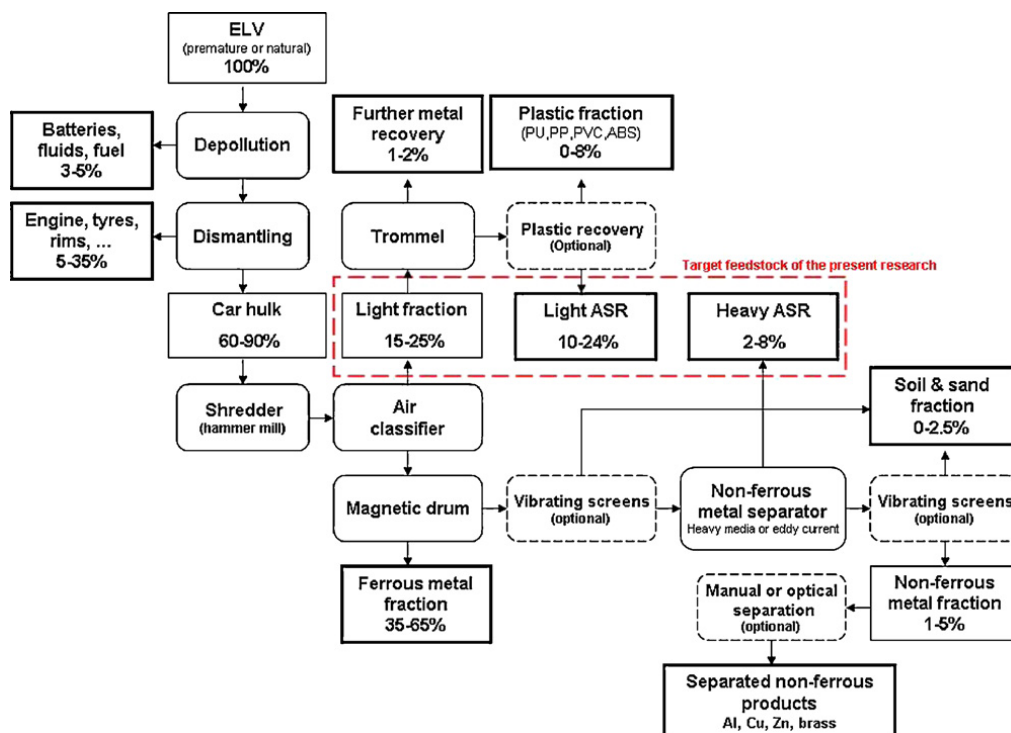 ELV
(premature or natural)
100%
Batteries,
fluids, fuel
3-5%
Depollution
Further metal
recovery
1-2%
Plastic fraction
(PU,PP,PVC,ABS)
0-8%
Engine, tyres,
rims, ...
5-35%
Dismantling
Trommel
Plastic recovery
(Optional)
Target feedstock of the present research
Car hulk
60-90%
Light fraction
15-25%
Light ASR
10-24%
Heavy ASR
2-8%
Shredder
(hammer mill)
Air
classifier
Soil & sand
fraction
0-2.5%
Magnetic drum
Vibrating screens
(optional)
Non-ferrous
metal separator
Heavy media or eddy current
Vibrating screens
(optional)
Ferrous metal
fraction
35-65%
Manual or optical
separation
(optional)
Non-ferrous
metal fraction
1-5%
Separated non-ferrous
products
Al, Cu, Zn, brass